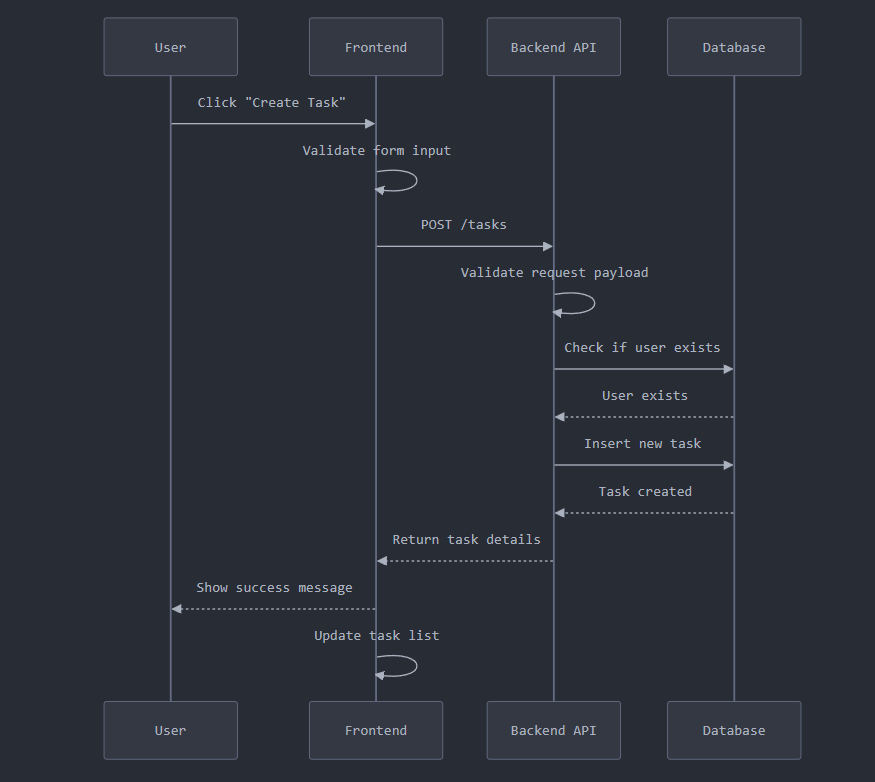 User
Frontend
Backend API
Database
Click "Create Task"
Validate form input
POST /tasks
Validate request payload
Check if user exists
User exists
Insert new task
Task created
Return task details
Show success message
Update task list
User
Frontend
Backend API
Database